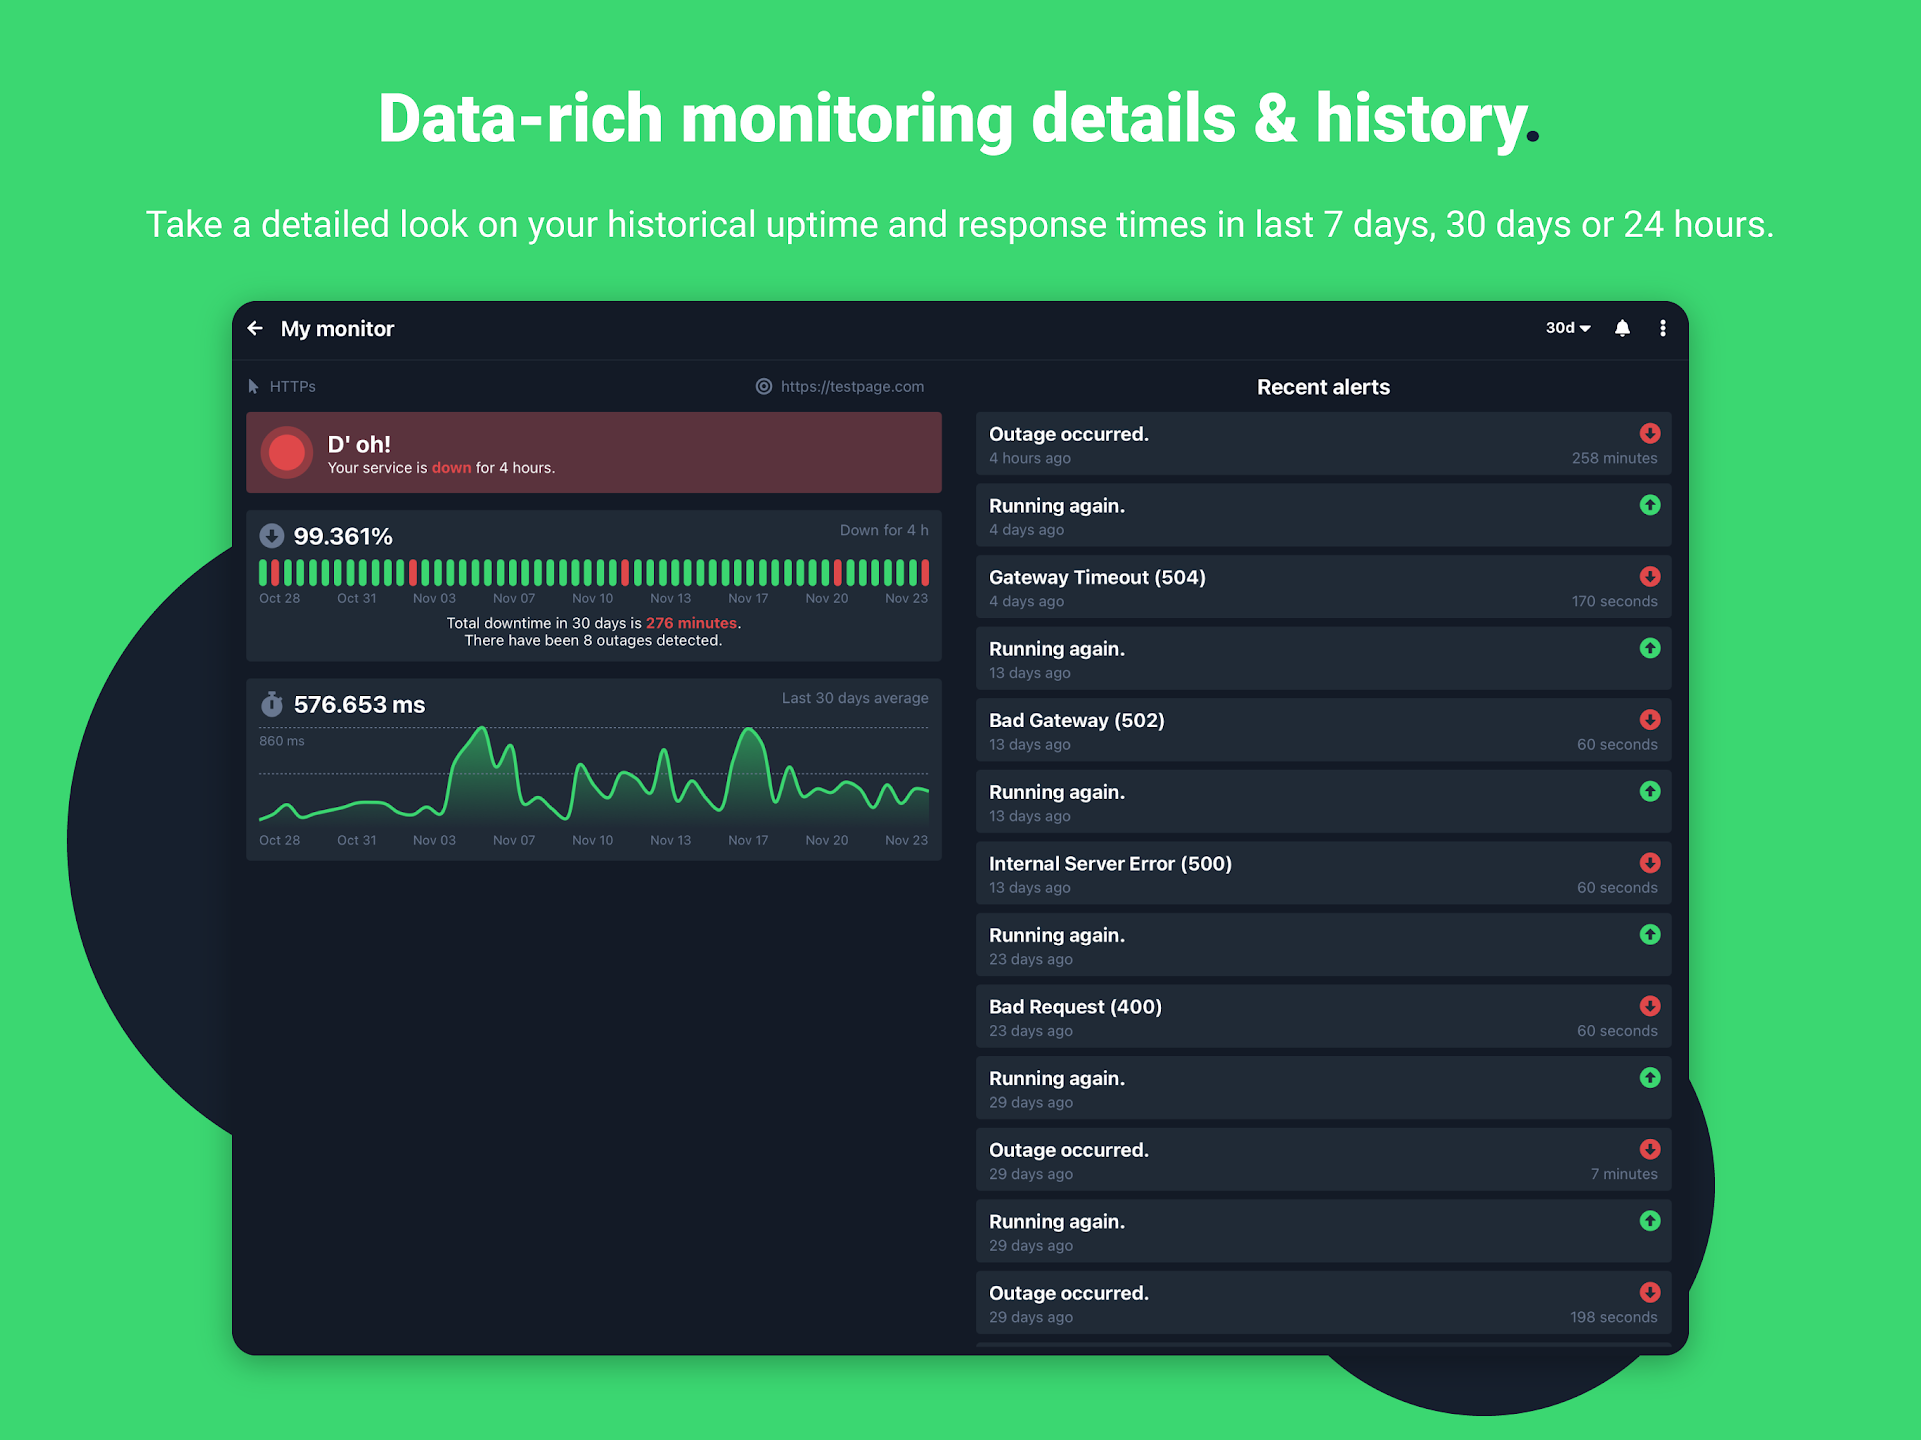 Data-rich monitoring details & history.
Take a detailed look on your historical uptime and response times in last 7 days, 30 days or 24 hours.
My monitor
30d
HTTPs
https://testpage.com
D' oh!
Your service is down for 4 hours.
99.361%
Down for 4 h
Oct 28 Oct 31 Nov 03 Nov 07 Nov 10 Nov 13 Nov 17 Nov 20 Nov 23
Total downtime in 30 days is 276 minutes.
There have been 8 outages detected.
576.653 ms
Last 30 days average
860 ms
Oct 28 Oct 31 Nov 03 Nov 07 Nov 10 Nov 13 Nov 17 Nov 20 Nov 23
Recent alerts
Outage occurred.
4 hours ago 258 minutes
Running again.
4 days ago
Gateway Timeout (504)
4 days ago 170 seconds
Running again.
13 days ago
Bad Gateway (502)
13 days ago 60 seconds
Running again.
13 days ago
Internal Server Error (500)
13 days ago 60 seconds
Running again.
23 days ago
Bad Request (400)
23 days ago 60 seconds
Running again.
29 days ago
Outage occurred.
29 days ago 7 minutes
Running again.
29 days ago
Outage occurred.
29 days ago 198 seconds